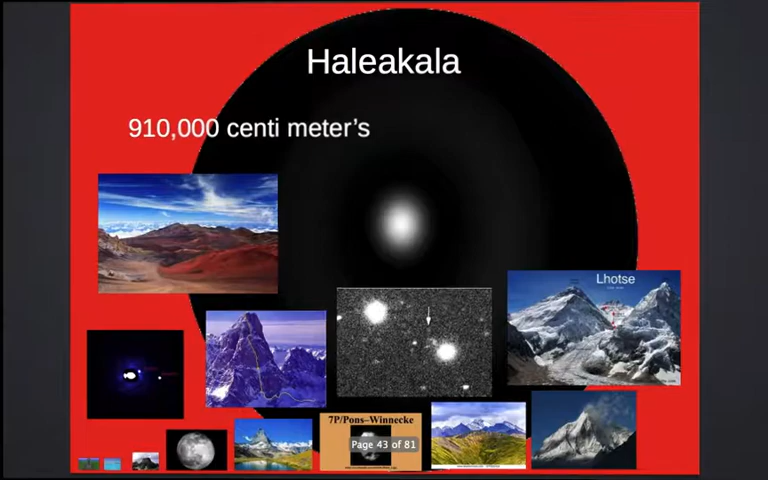 Haleakala
910,000 centi meter's
Lhotse
7P/Pons–Winnecke
Page 43 of 81